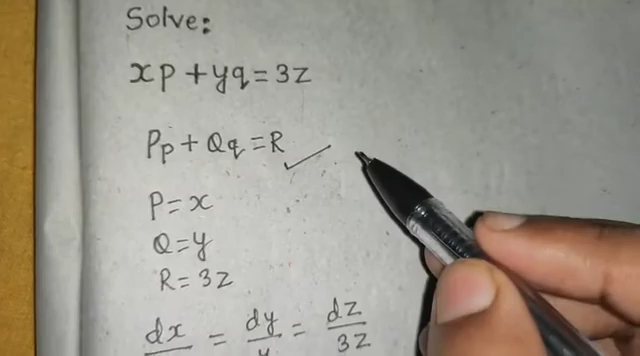 Solve:
xp + yq = 3z
Pp + Qq = R
P = x
Q = y
R = 3z
dx = dy/y = dz/3z